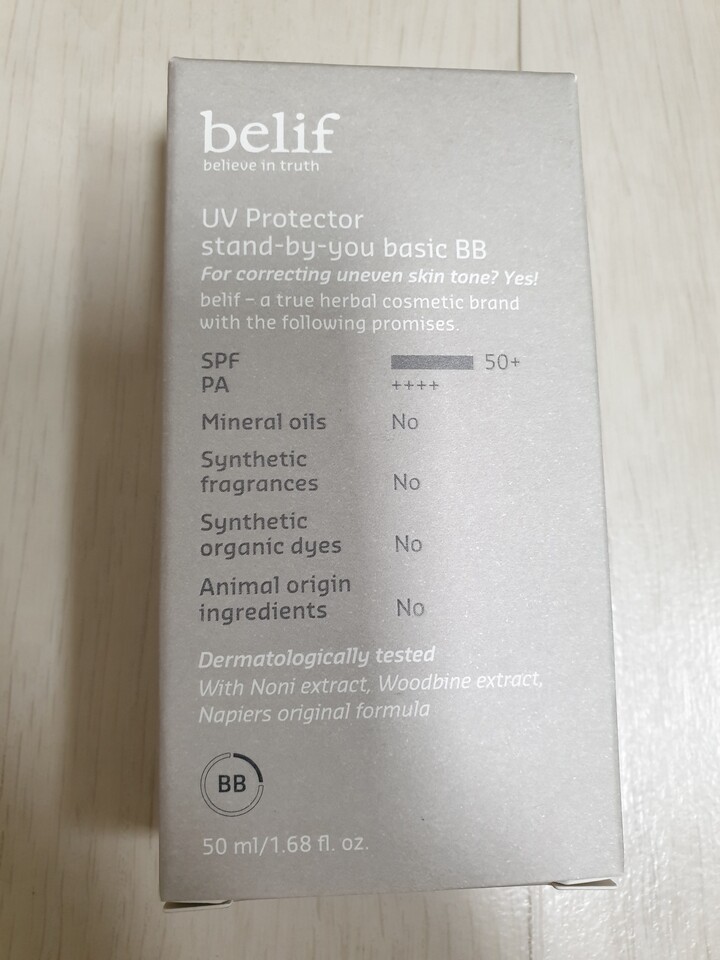 belif
believe in truth
UV Protector
stand-by-you basic BB
For correcting uneven skin tone? Yes!
belif – a true herbal cosmetic brand
with the following promises.
SPF 50+
PA ++++
Mineral oils No
Synthetic
fragrances No
Synthetic
organic dyes No
Animal origin
ingredients No
Dermatologically tested
With Noni extract, Woodbine extract,
Napiers original formula
BB
50 ml/1.68 fl. oz.